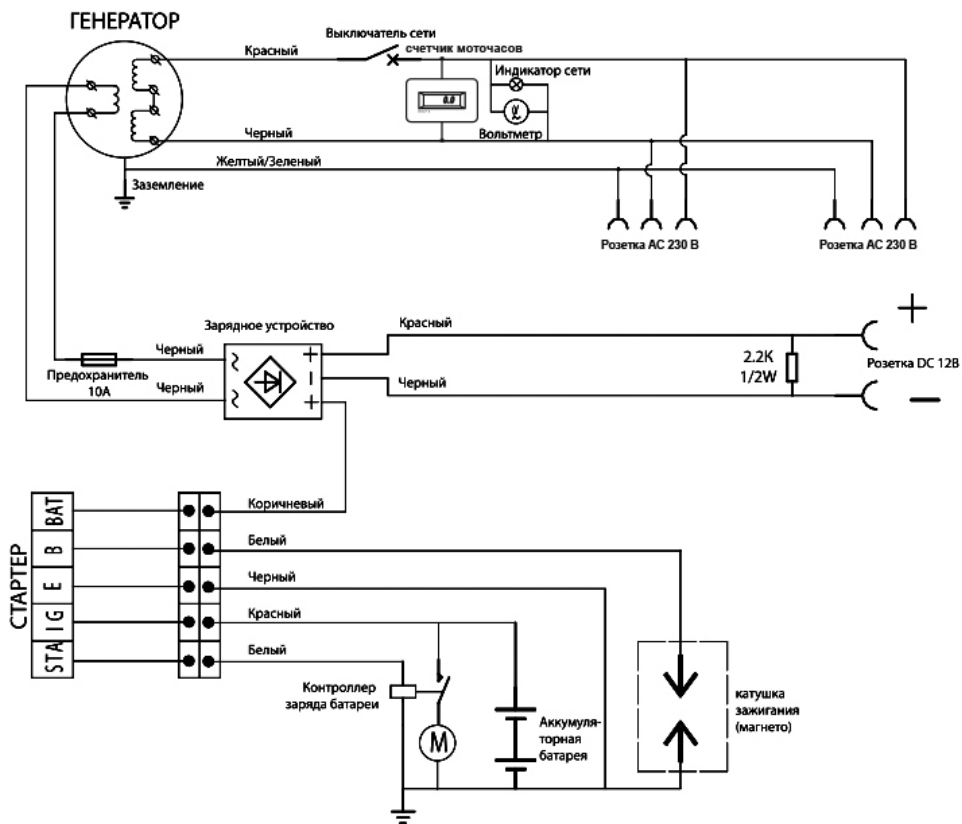 ГЕНЕРАТОР
Выключатель сети
Красный
счетчик моточасов
Индикатор сети
0.0
Вольтметр
Черный
Желтый/Зеленый
Заземление
Розетка АС 230 В
Розетка АС 230 В
Зарядное устройство
Красный
+
Черный
2.2K
1/2W
Розетка DC 12В
Предохранитель
10А
Черный
Черный
–
СТАРТЕР
BAT
Коричневый
B
Белый
E
Черный
IG
Красный
STA
Белый
Контроллер
заряда батареи
M
Аккумуля-
торная
батарея
катушка
зажигания
(магнето)